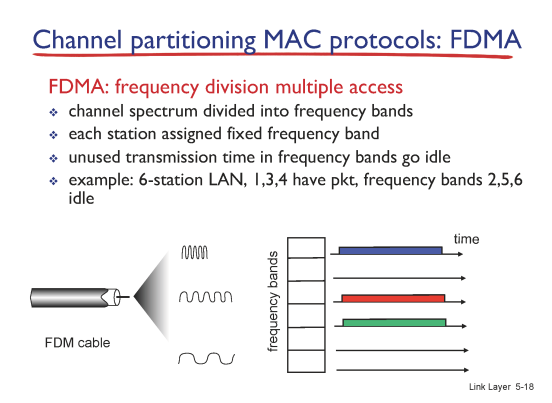 Channel partitioning MAC protocols: FDMA
FDMA: frequency division multiple access
channel spectrum divided into frequency bands
each station assigned fixed frequency band
unused transmission time in frequency bands go idle
example: 6-station LAN, 1,3,4 have pkt, frequency bands 2,5,6
idle
time
frequency bands
FDM cable
Link Layer 5-18